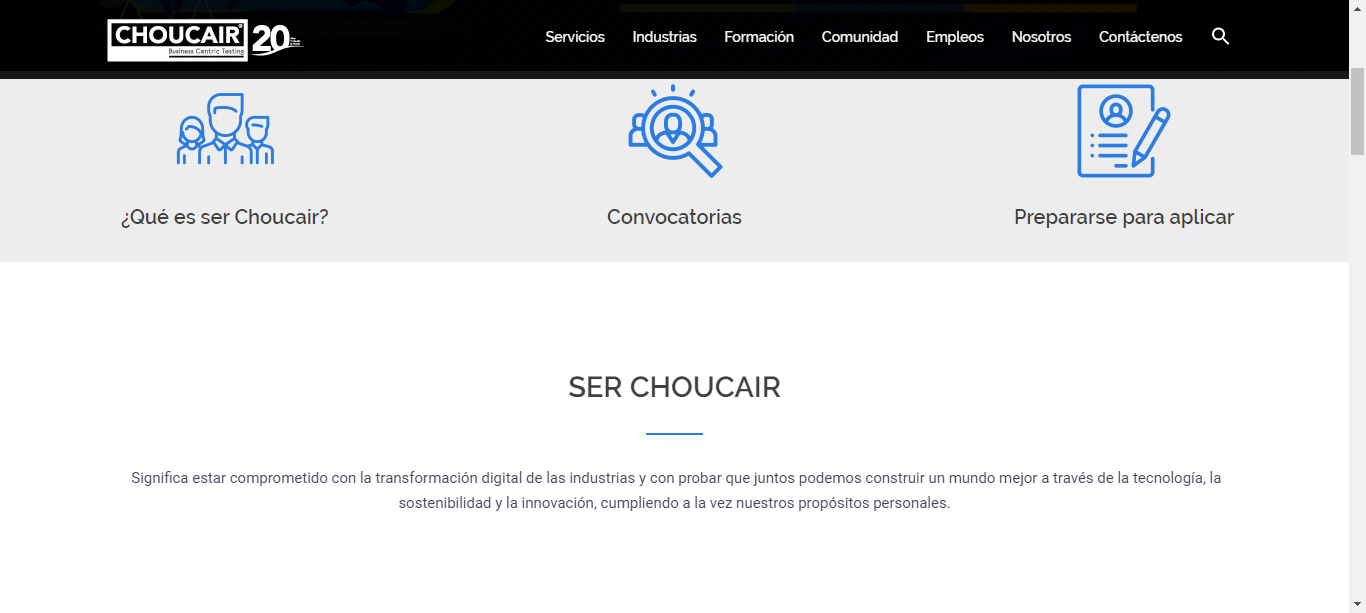 CHOUCAIR®
Business Centric Testing
20
Servicios Industrias Formación Comunidad Empleos Nosotros Contáctenos
¿Qué es ser Choucair? Convocatorias Prepararse para aplicar
SER CHOUCAIR
Significa estar comprometido con la transformación digital de las industrias y con probar que juntos podemos construir un mundo mejor a través de la tecnología, la
sostenibilidad y la innovación, cumpliendo a la vez nuestros propósitos personales.